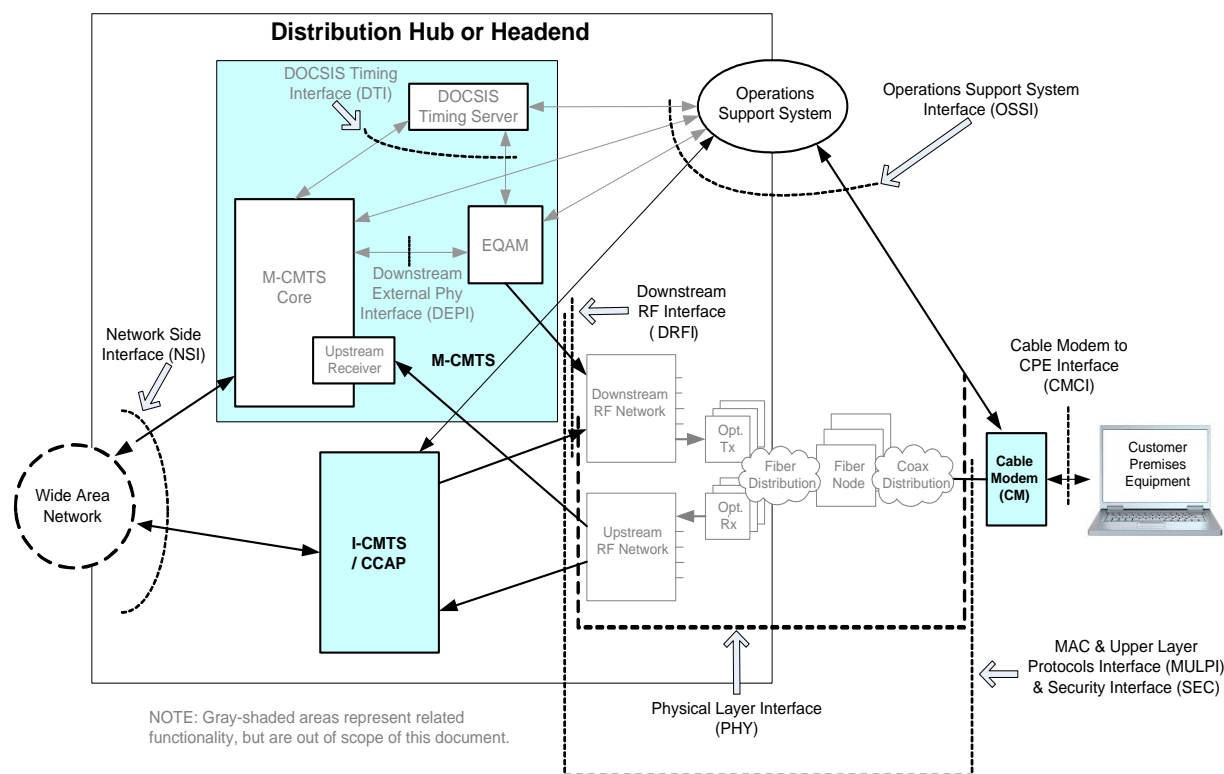 Distribution Hub or Headend
DOCSIS Timing
Interface (DTI)
DOCSIS
Timing Server
Operations
Support System
Operations Support System
Interface (OSSI)
M-CMTS
Core
EQAM
Downstream
External Phy
Interface (DEPI)
Upstream
Receiver
M-CMTS
Network Side
Interface (NSI)
Downstream
RF Interface
( DRFI)
Cable Modem to
CPE Interface
(CMCI)
Wide Area
Network
I-CMTS
/ CCAP
Downstream
RF Network
Opt.
Tx
Fiber
Distribution
Fiber
Node
Coax
Distribution
Cable
Modem
(CM)
Customer
Premises
Equipment
Opt.
Rx
Upstream
RF Network
MAC & Upper Layer
Protocols Interface (MULPI)
& Security Interface (SEC)
Physical Layer Interface
(PHY)
NOTE: Gray-shaded areas represent related
functionality, but are out of scope of this document.